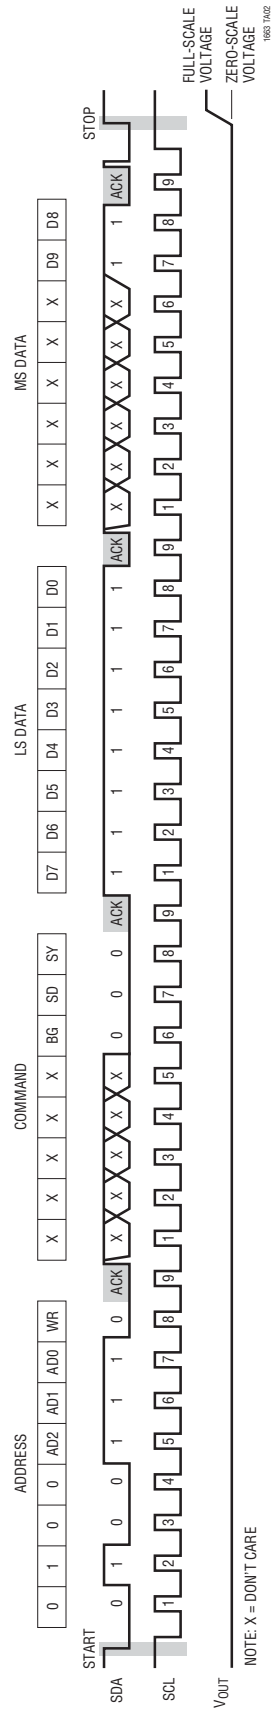 ADDRESS COMMAND LS DATA MS DATA
0 1 0 0 AD2 AD1 AD0 WR X X X X X BG SD SY D7 D6 D5 D4 D3 D2 D1 D0 X X X X X X D9 D8
START STOP
SDA 0 1 0 0 1 1 1 0 ACK X X X X X 0 0 0 ACK 1 1 1 1 1 1 1 1 ACK X X X X X X 1 1 ACK
SCL 1 2 3 4 5 6 7 8 9 1 2 3 4 5 6 7 8 9 1 2 3 4 5 6 7 8 9 1 2 3 4 5 6 7 8 9
FULL-SCALE
VOLTAGE
VOUT
ZERO-SCALE
VOLTAGE
NOTE: X = DON'T CARE
1663 TA02